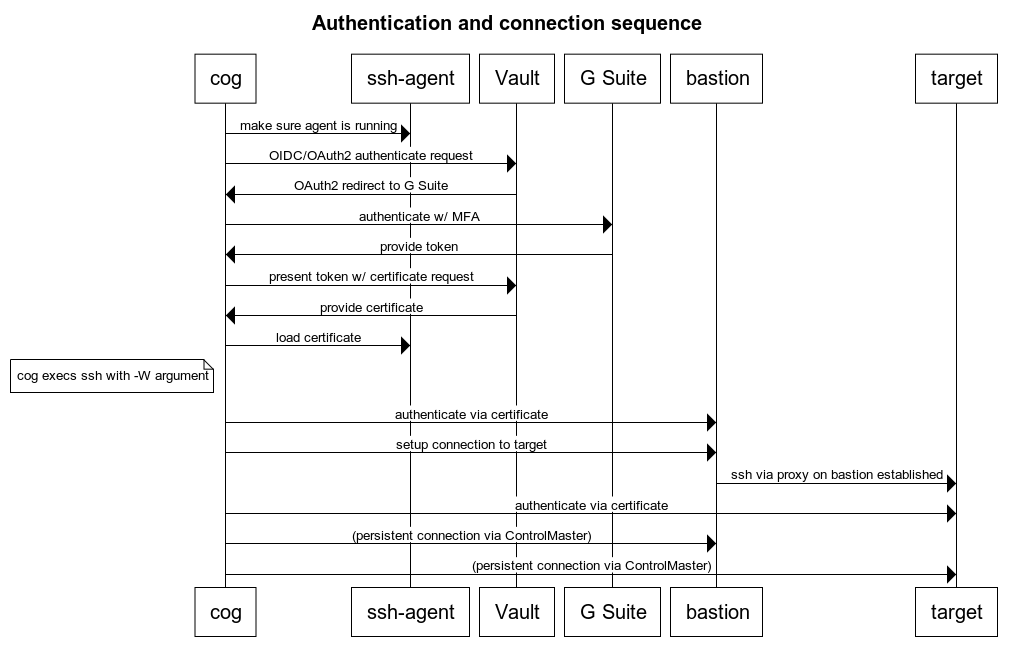 Authentication and connection sequence
cog ssh-agent Vault G Suite bastion target
make sure agent is running
OIDC/OAuth2 authenticate request
OAuth2 redirect to G Suite
authenticate w/ MFA
provide token
present token w/ certificate request
provide certificate
load certificate
cog execs ssh with -W argument
authenticate via certificate
setup connection to target
ssh via proxy on bastion established
authenticate via certificate
(persistent connection via ControlMaster)
(persistent connection via ControlMaster)
cog ssh-agent Vault G Suite bastion target